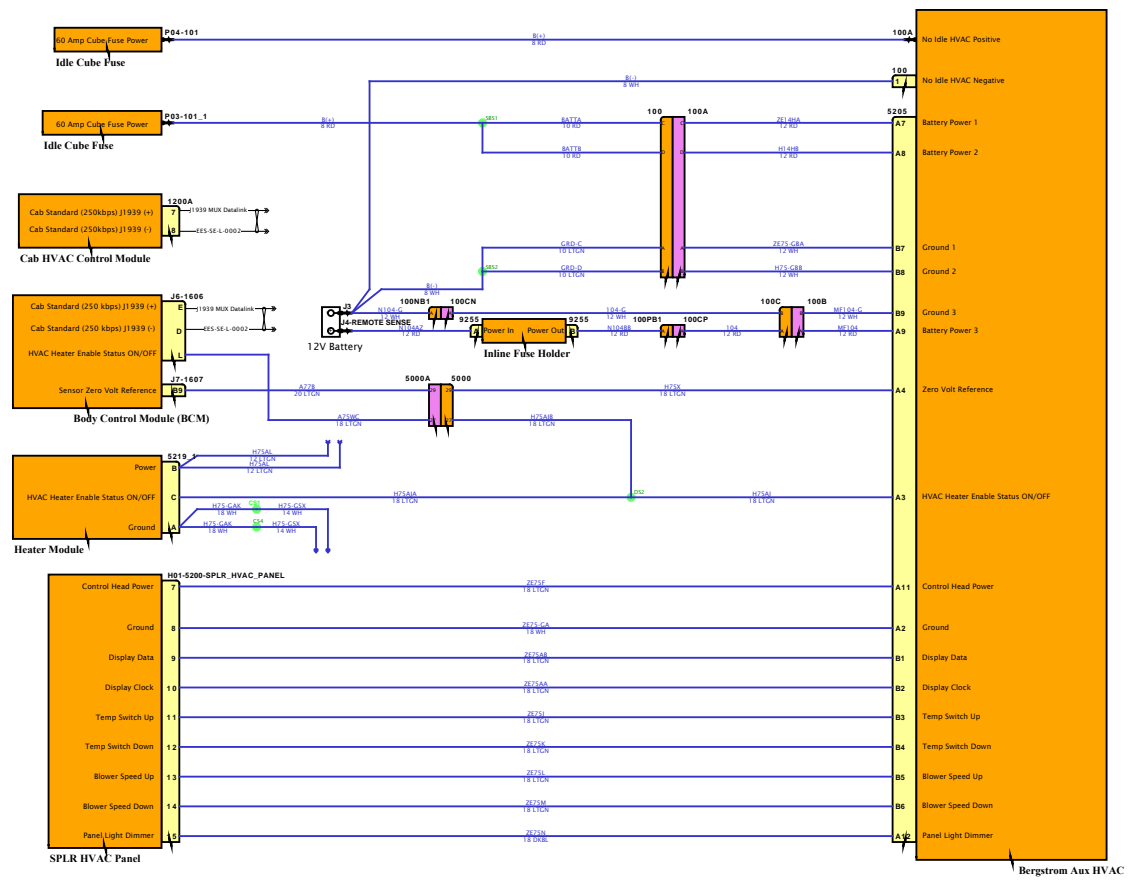 P04-101
60 Amp Cube Fuse Power
Idle Cube Fuse
B(+)
8 RD
100A
No Idle HVAC Positive
B(-)
8 WH
100
1
No Idle HVAC Negative
P03-101_1
60 Amp Cube Fuse Power
Idle Cube Fuse
B(+)
8 RD
SBS1
BATTA
10 RD
BATTB
10 RD
100
100A
C
C
D
D
ZE14HA
12 RD
H14HB
12 RD
5205
A7
Battery Power 1
A8
Battery Power 2
1200A
Cab Standard (250kbps) J1939 (+)
7
J1939 MUX Datalink
Cab Standard (250kbps) J1939 (-)
8
EES-SE-L-0002
Cab HVAC Control Module
GRD-C
10 LTGN
A
A
ZE75-G8A
12 WH
B7
Ground 1
SBS2
GRD-D
10 LTGN
H75-G8B
12 WH
B8
Ground 2
B(-)
8 WH
J6-1606
Cab Standard (250 kbps) J1939 (+)
E
J1939 MUX Datalink
Cab Standard (250 kbps) J1939 (-)
D
EES-SE-L-0002
HVAC Heater Enable Status ON/OFF
L
J7-1607
Sensor Zero Volt Reference
B9
Body Control Module (BCM)
J3
J4-REMOTE SENSE
12V Battery
N104-G
12 WH
100NB1
100CN
104-G
12 WH
100C
100B
MF104-G
12 WH
B9
Ground 3
N104A2
12 RD
9255
A
Power In
Power Out
B
9255
Inline Fuse Holder
N104BB
12 RD
100PB1
100CP
104
12 RD
MF104
12 RD
A9
Battery Power 3
A77B
20 LTGN
5000A
5000
H75X
18 LTGN
A4
Zero Volt Reference
A75WC
18 LTGN
H75AJB
18 LTGN
5219_1
Power
B
H75AL
12 LTGN
H75AL
12 LTGN
HVAC Heater Enable Status ON/OFF
C
H75AJA
18 LTGN
DS2
H75AJ
18 LTGN
A3
HVAC Heater Enable Status ON/OFF
H75-GAK
18 WH
H75-GSX
14 WH
Ground
A
H75-GAK
18 WH
CS4
H75-GSX
14 WH
Heater Module
H01-5200-SPLR_HVAC_PANEL
Control Head Power
7
ZE75F
18 LTGN
A11
Control Head Power
Ground
8
ZE75-GA
18 WH
A2
Ground
Display Data
9
ZE75AB
18 LTGN
B1
Display Data
Display Clock
10
ZE75AA
18 LTGN
B2
Display Clock
Temp Switch Up
11
ZE75J
18 LTGN
B3
Temp Switch Up
Temp Switch Down
12
ZE75K
18 LTGN
B4
Temp Switch Down
Blower Speed Up
13
ZE75L
18 LTGN
B5
Blower Speed Up
Blower Speed Down
14
ZE75M
18 LTGN
B6
Blower Speed Down
Panel Light Dimmer
15
ZE75N
18 DKBL
A12
Panel Light Dimmer
SPLR HVAC Panel
Bergstrom Aux HVAC